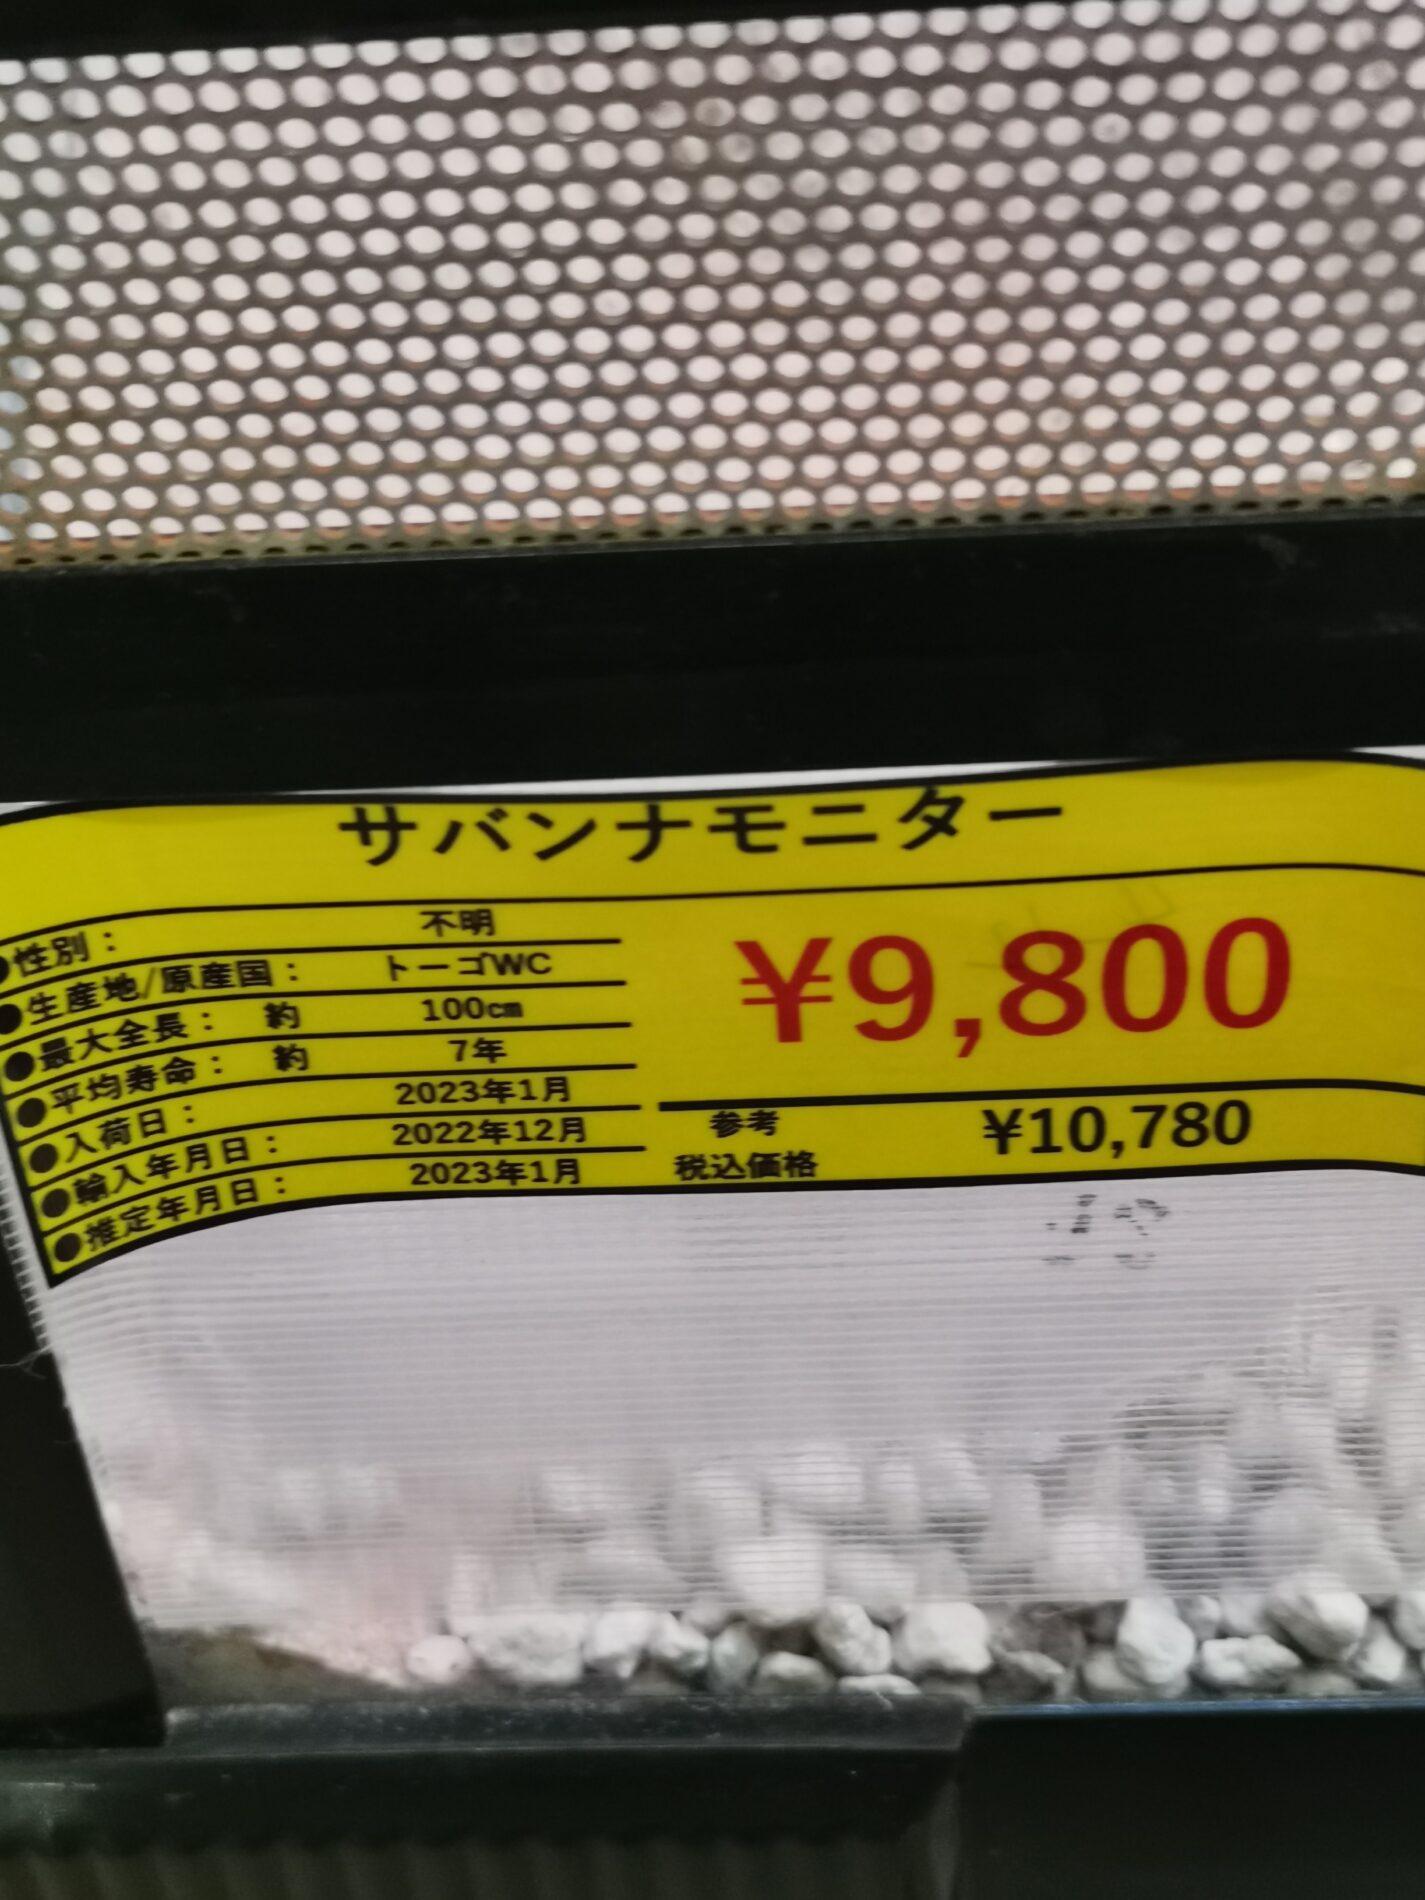 サバンナモニター
●性別： 不明
●生産地/原産国： トーゴWC
●最大全長： 約 100㎝
●平均寿命： 約 7年
●入荷日： 2023年1月
●輸入年月日： 2022年12月
●推定年月日： 2023年1月
¥9,800
参考
税込価格
¥10,780